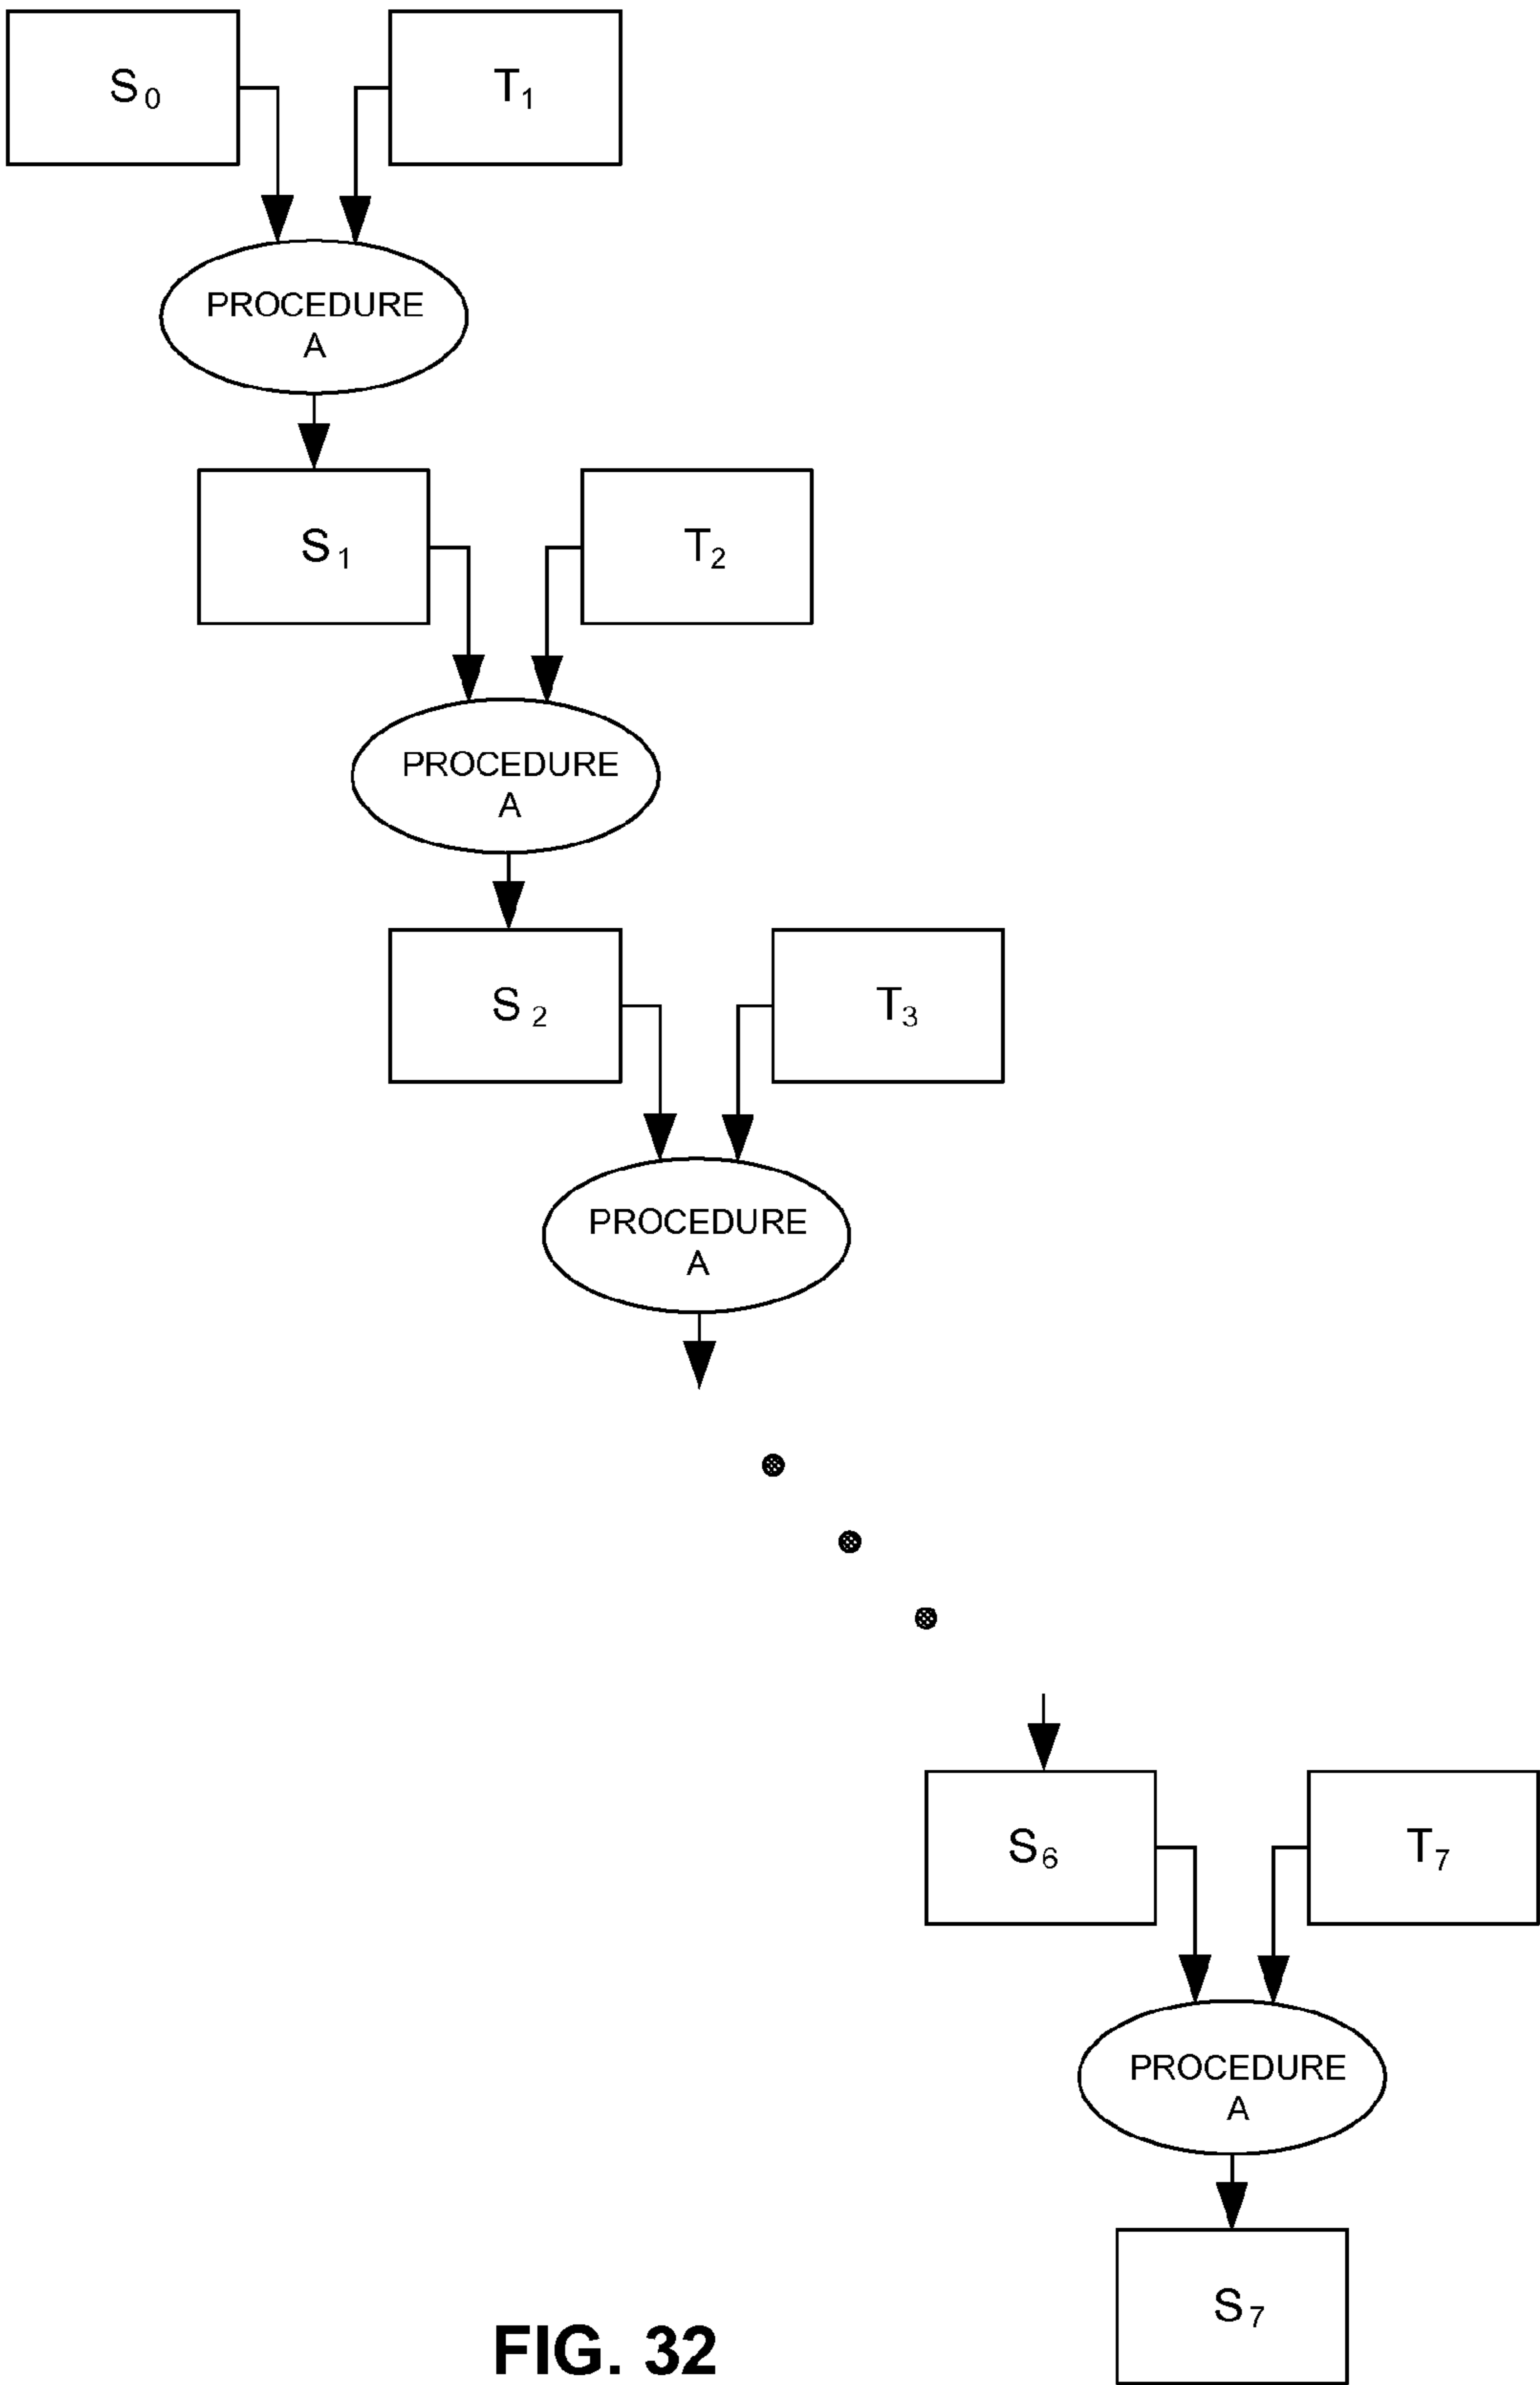 S0
T1
PROCEDURE
A
S1
T2
PROCEDURE
A
S2
T3
PROCEDURE
A
S6
T7
PROCEDURE
A
S7
FIG. 32